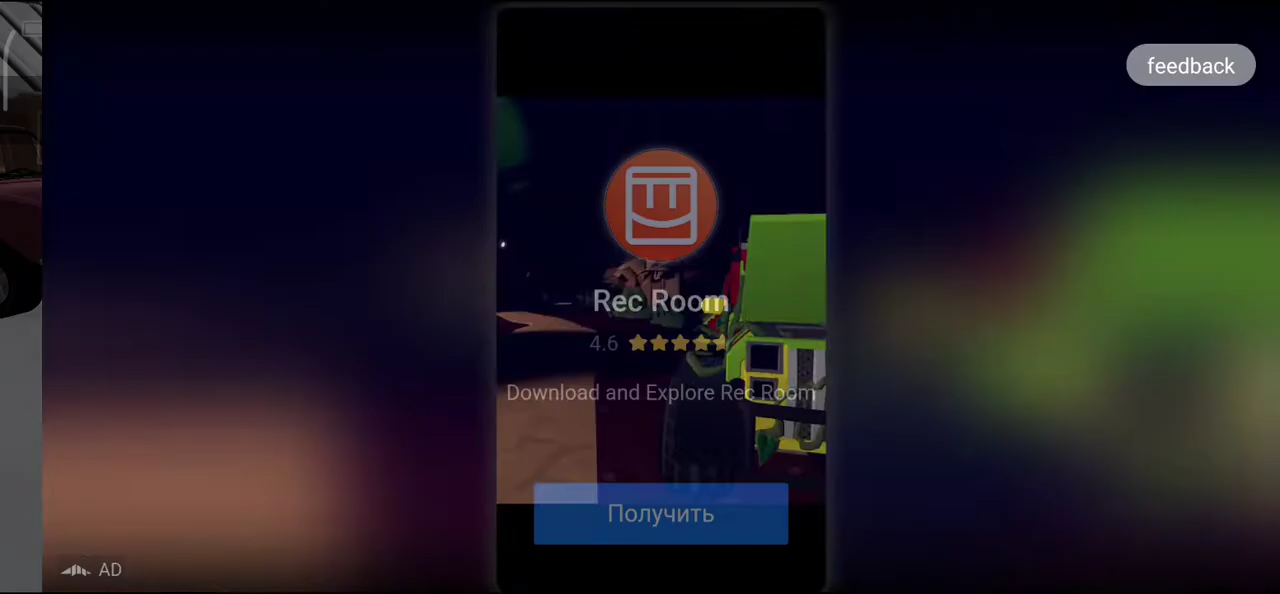 feedback
Rec Room
4.6
Download and Explore Rec Room
Получить
AD